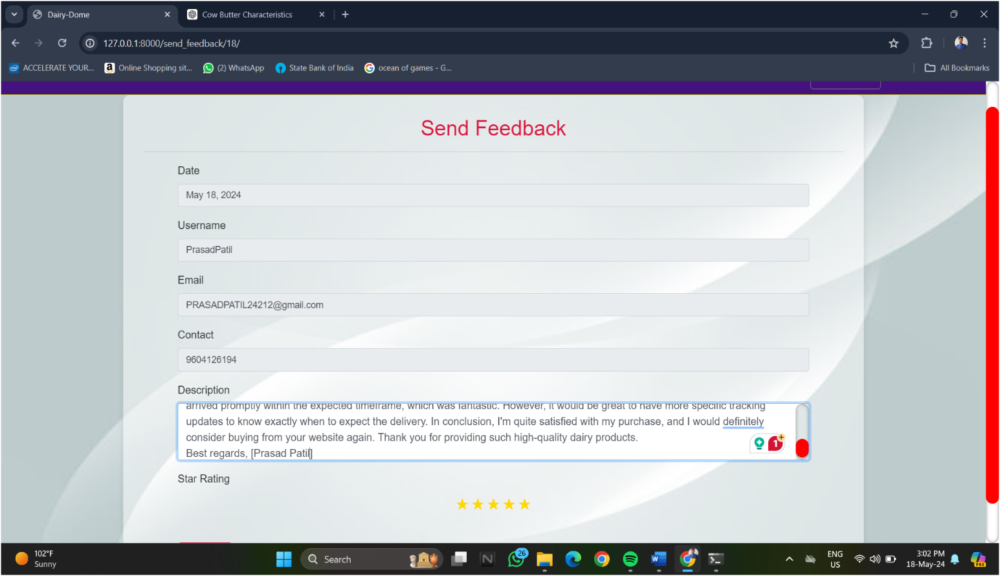 Dairy-Dome
Cow Butter Characteristics
127.0.0.1:8000/send_feedback/18/
ACCELERATE YOUR...
Online Shopping sit...
(2) WhatsApp
State Bank of India
ocean of games - G...
All Bookmarks
Send Feedback
Date
May 18, 2024
Username
PrasadPatil
Email
PRASADPATIL24212@gmail.com
Contact
9604126194
Description
arrived promptly within the expected timeframe, which was fantastic. However, it would be great to have more specific tracking
updates to know exactly when to expect the delivery. In conclusion, I'm quite satisfied with my purchase, and I would definitely
consider buying from your website again. Thank you for providing such high-quality dairy products.
Best regards, [Prasad Patil]
1
Star Rating
102°F
Sunny
Search
26
ENG
US
3:02 PM
18-May-24
PRE